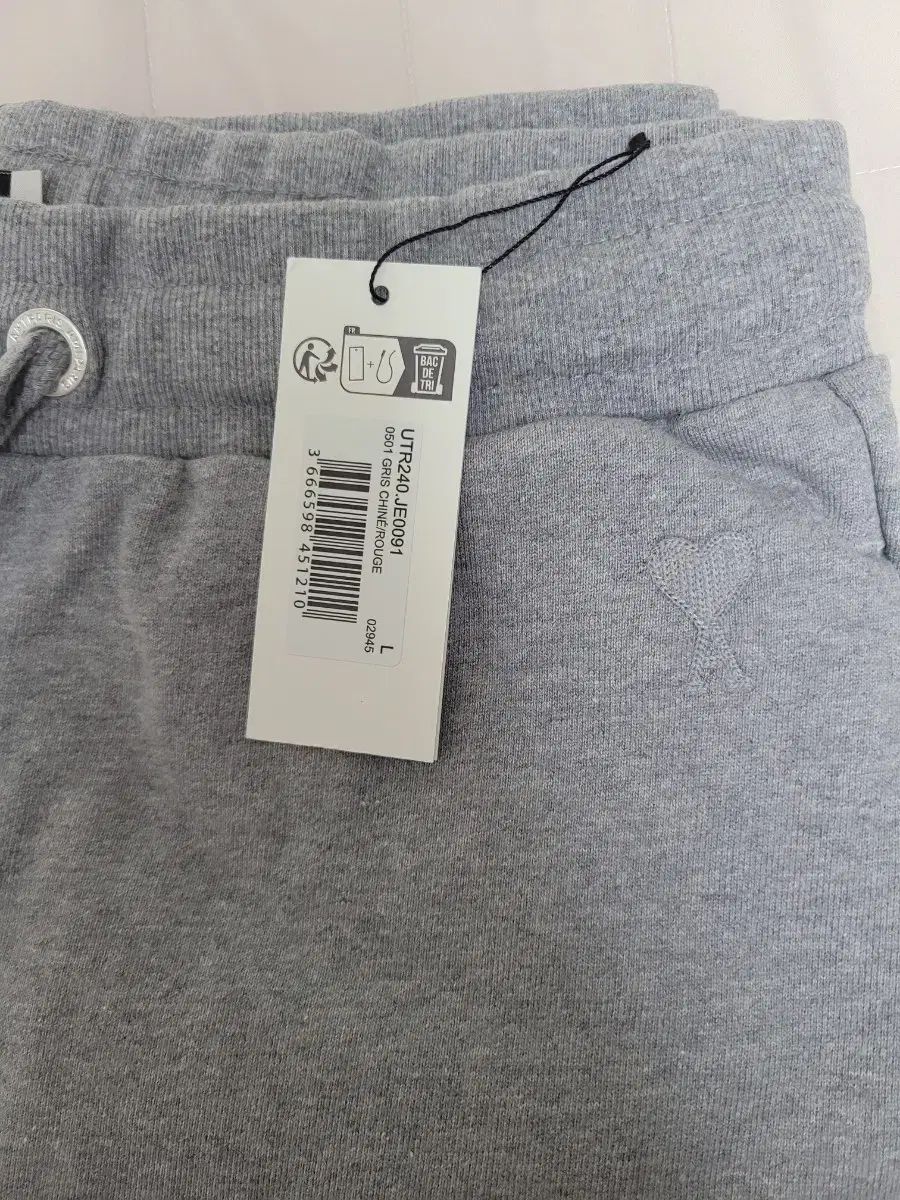 FR
+
BAC
DE
TRI
UTR240.JE0091
0501 GRIS CHINÉ/ROUGE
L
02945
3 666598 451210